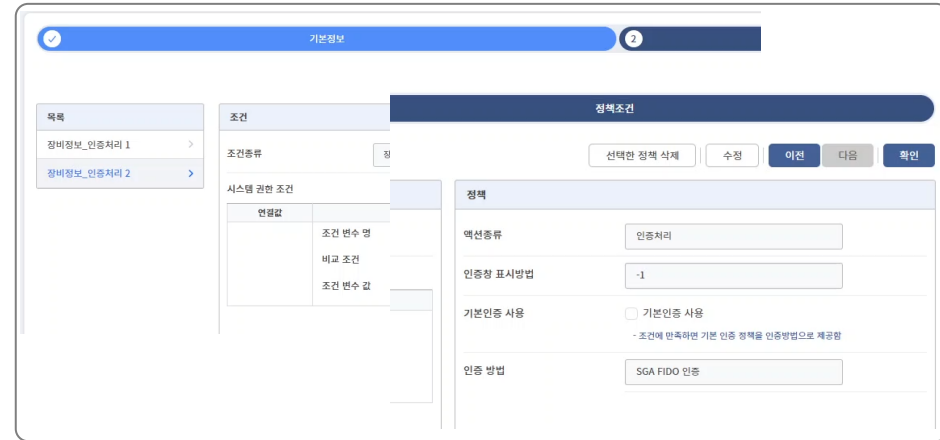 기본정보
2
정책조건
선택한 정책 삭제 수정 이전 다음 확인
목록
장비정보_인증처리 1
장비정보_인증처리 2
조건
조건종류
시스템 권한 조건
연결값
조건 변수 명
비교 조건
조건 변수 값
정책
액션종류 인증처리
인증창 표시방법 -1
기본인증 사용 기본인증 사용
- 조건에 만족하면 기본 인증 정책을 인증방법으로 제공함
인증 방법 SGA FIDO 인증